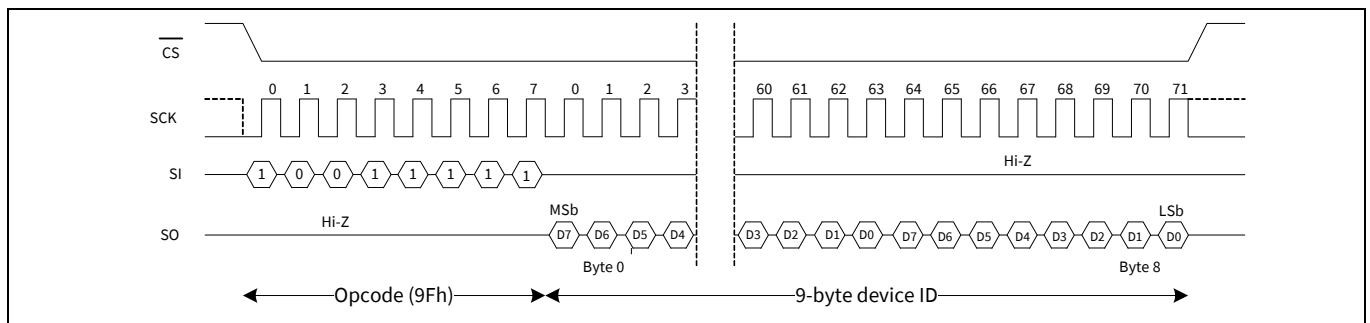 CS
0 1 2 3 4 5 6 7 0 1 2 3 60 61 62 63 64 65 66 67 68 69 70 71
SCK
Hi-Z
SI 1 0 0 1 1 1 1 1
Hi-Z MSb LSb
SO D7 D6 D5 D4 D3 D2 D1 D0 D7 D6 D5 D4 D3 D2 D1 D0
Byte 0 Byte 8
Opcode (9Fh) 9-byte device ID